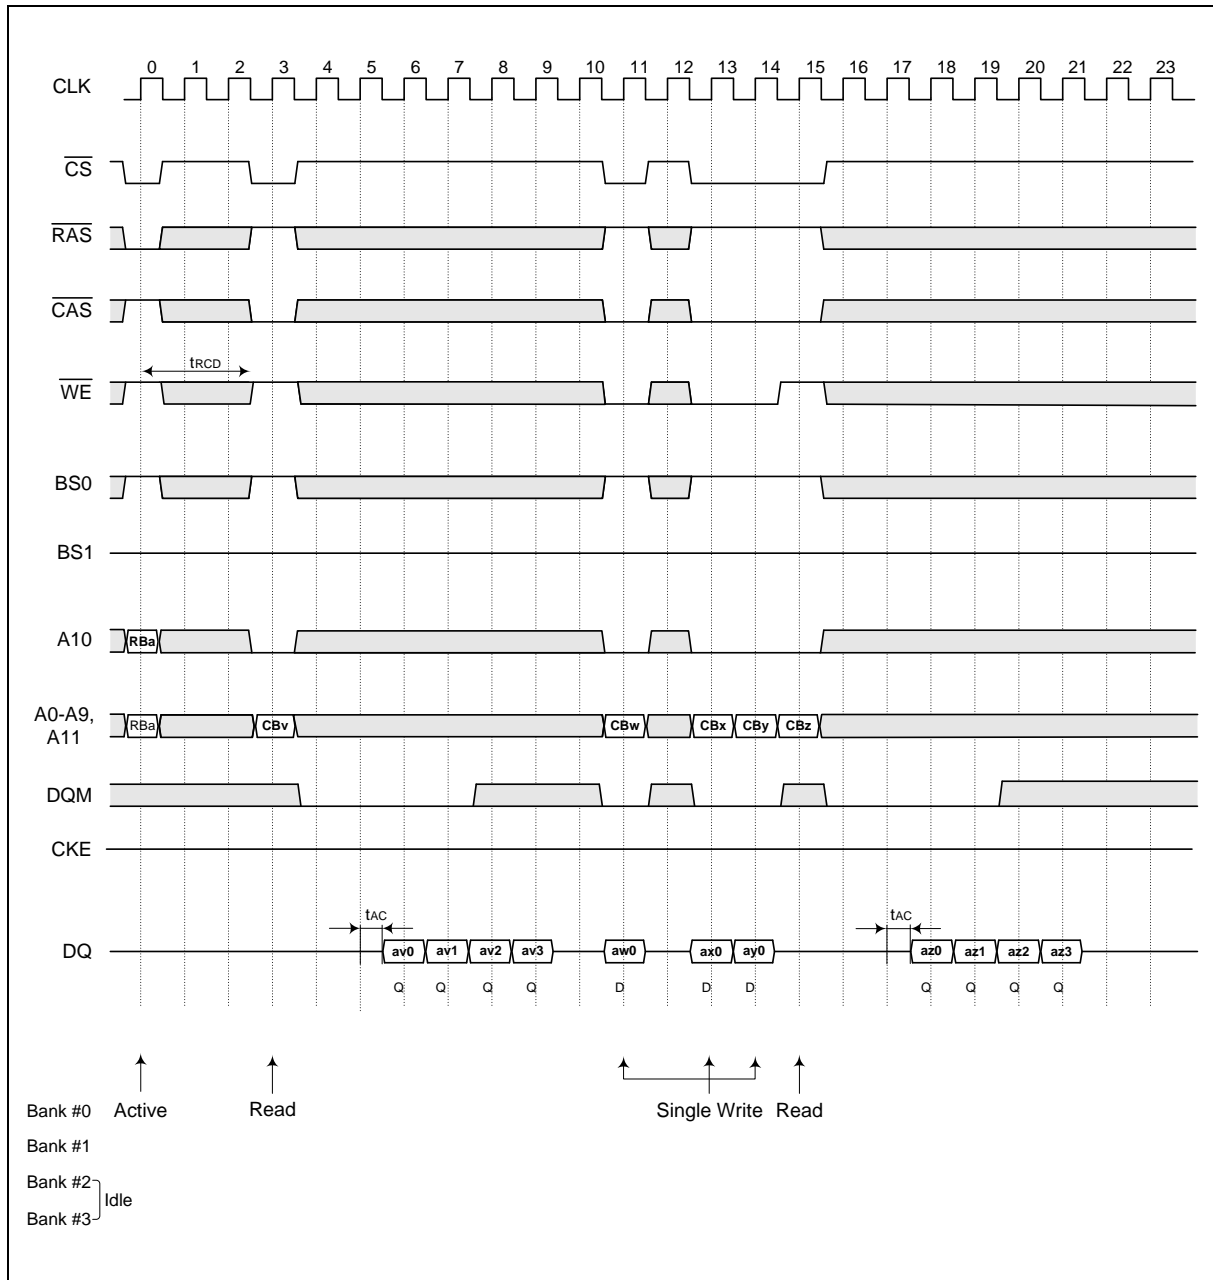 0 1 2 3 4 5 6 7 8 9 10 11 12 13 14 15 16 17 18 19 20 21 22 23
CLK
CS
RAS
CAS
tRCD
WE
BS0
BS1
A10 RBa
A0-A9,
A11
RBa CBv CBw CBx CBy CBz
DQM
CKE
tAC tAC
DQ av0 av1 av2 av3 aw0 ax0 ay0 az0 az1 az2 az3
Q Q Q Q D D D Q Q Q Q
Bank #0 Active Read Single Write Read
Bank #1
Bank #2
Idle
Bank #3